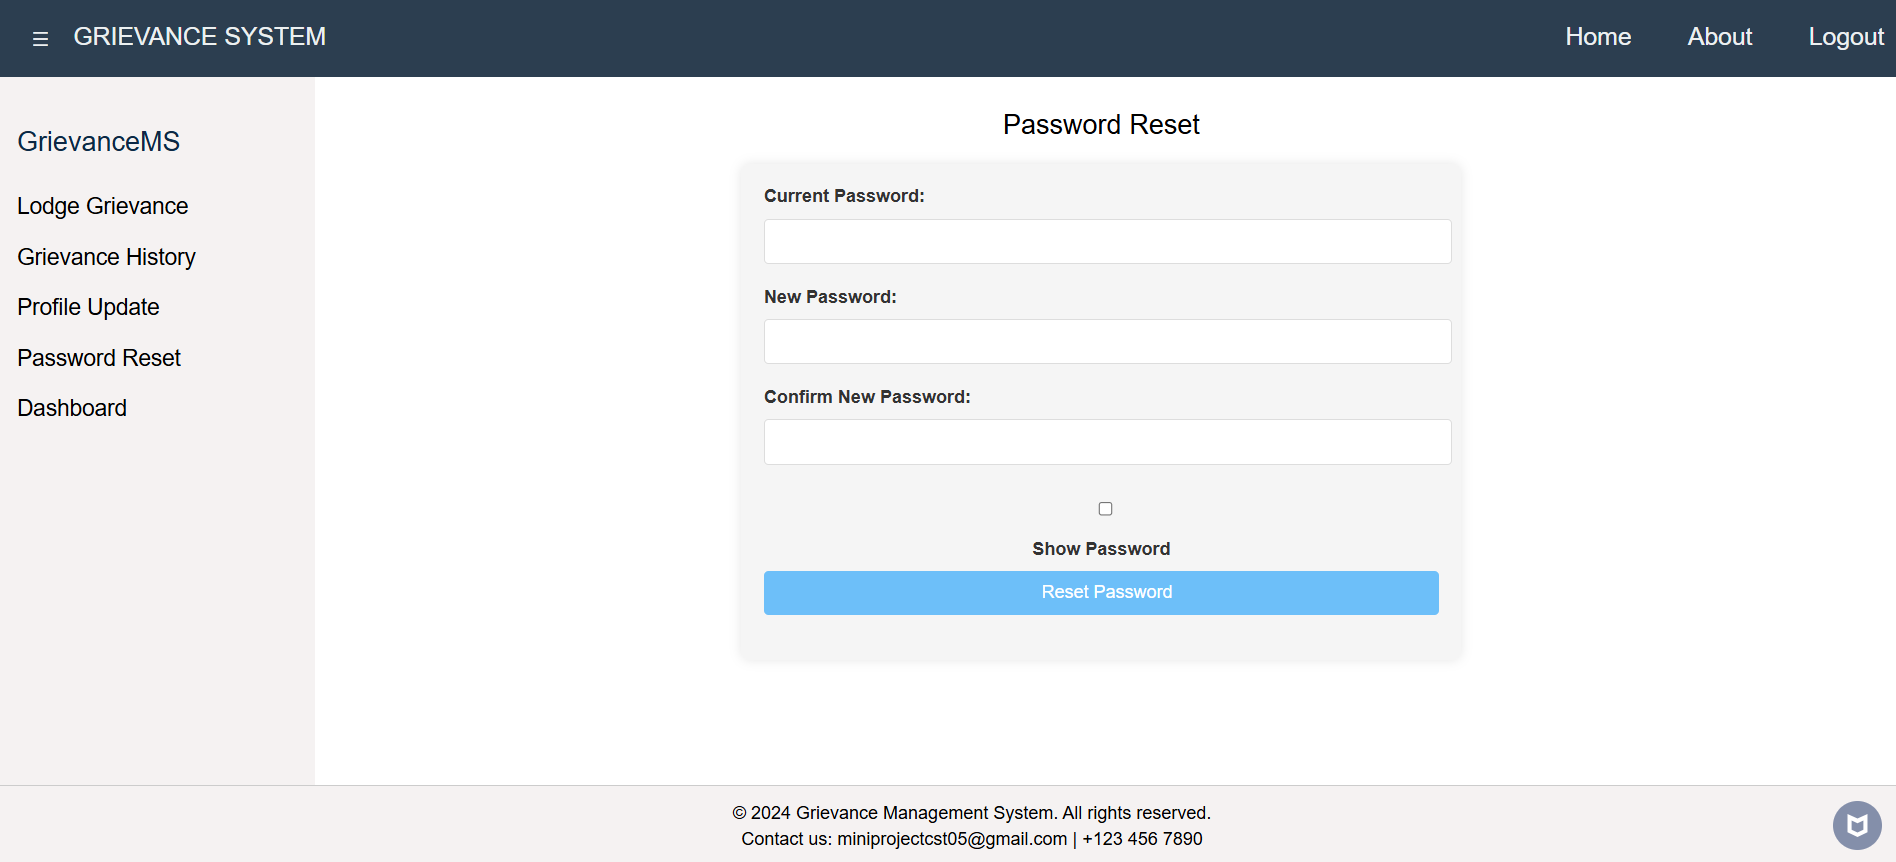 ☰ GRIEVANCE SYSTEM
Home About Logout
GrievanceMS
Lodge Grievance
Grievance History
Profile Update
Password Reset
Dashboard
Password Reset
Current Password:
New Password:
Confirm New Password:
Show Password
Reset Password
© 2024 Grievance Management System. All rights reserved.
Contact us: miniprojectcst05@gmail.com | +123 456 7890